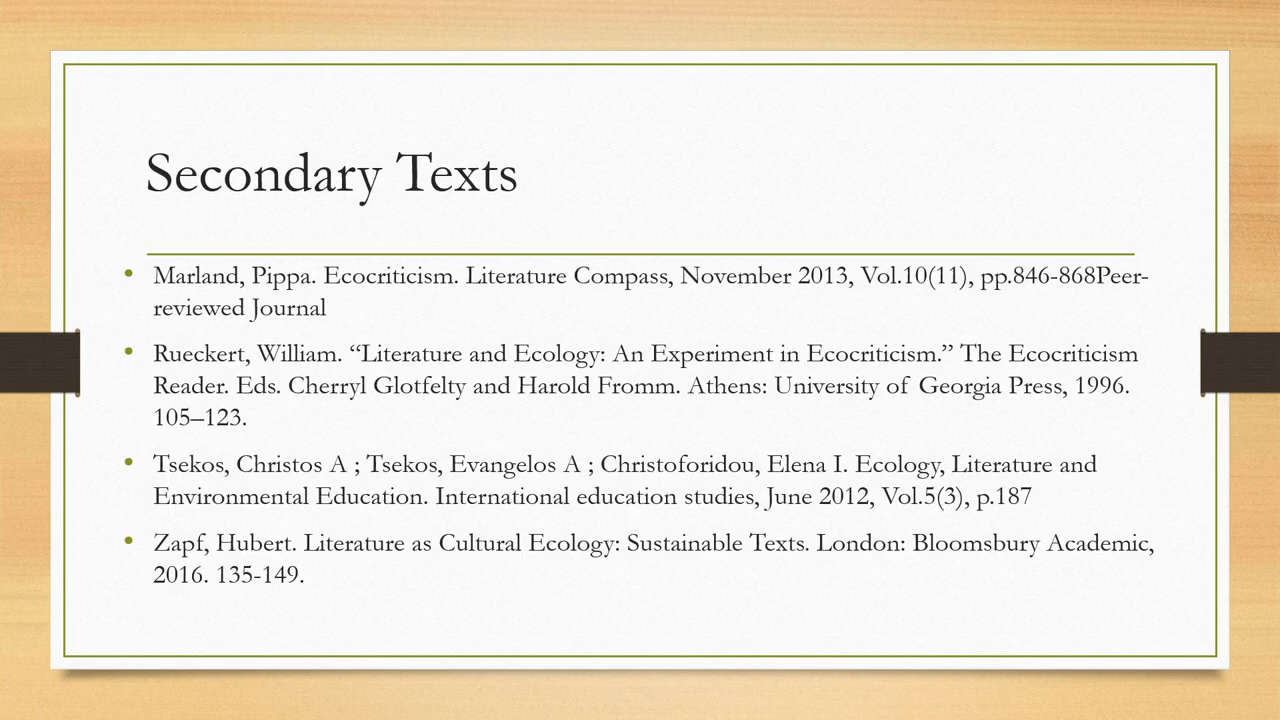 Secondary Texts
• Marland, Pippa. Ecocriticism. Literature Compass, November 2013, Vol.10(11), pp.846-868Peer-
reviewed Journal
• Rueckert, William. “Literature and Ecology: An Experiment in Ecocriticism.” The Ecocriticism
Reader. Eds. Cherryl Glotfelty and Harold Fromm. Athens: University of Georgia Press, 1996.
105–123.
• Tsekos, Christos A ; Tsekos, Evangelos A ; Christoforidou, Elena I. Ecology, Literature and
Environmental Education. International education studies, June 2012, Vol.5(3), p.187
• Zapf, Hubert. Literature as Cultural Ecology: Sustainable Texts. London: Bloomsbury Academic,
2016. 135-149.